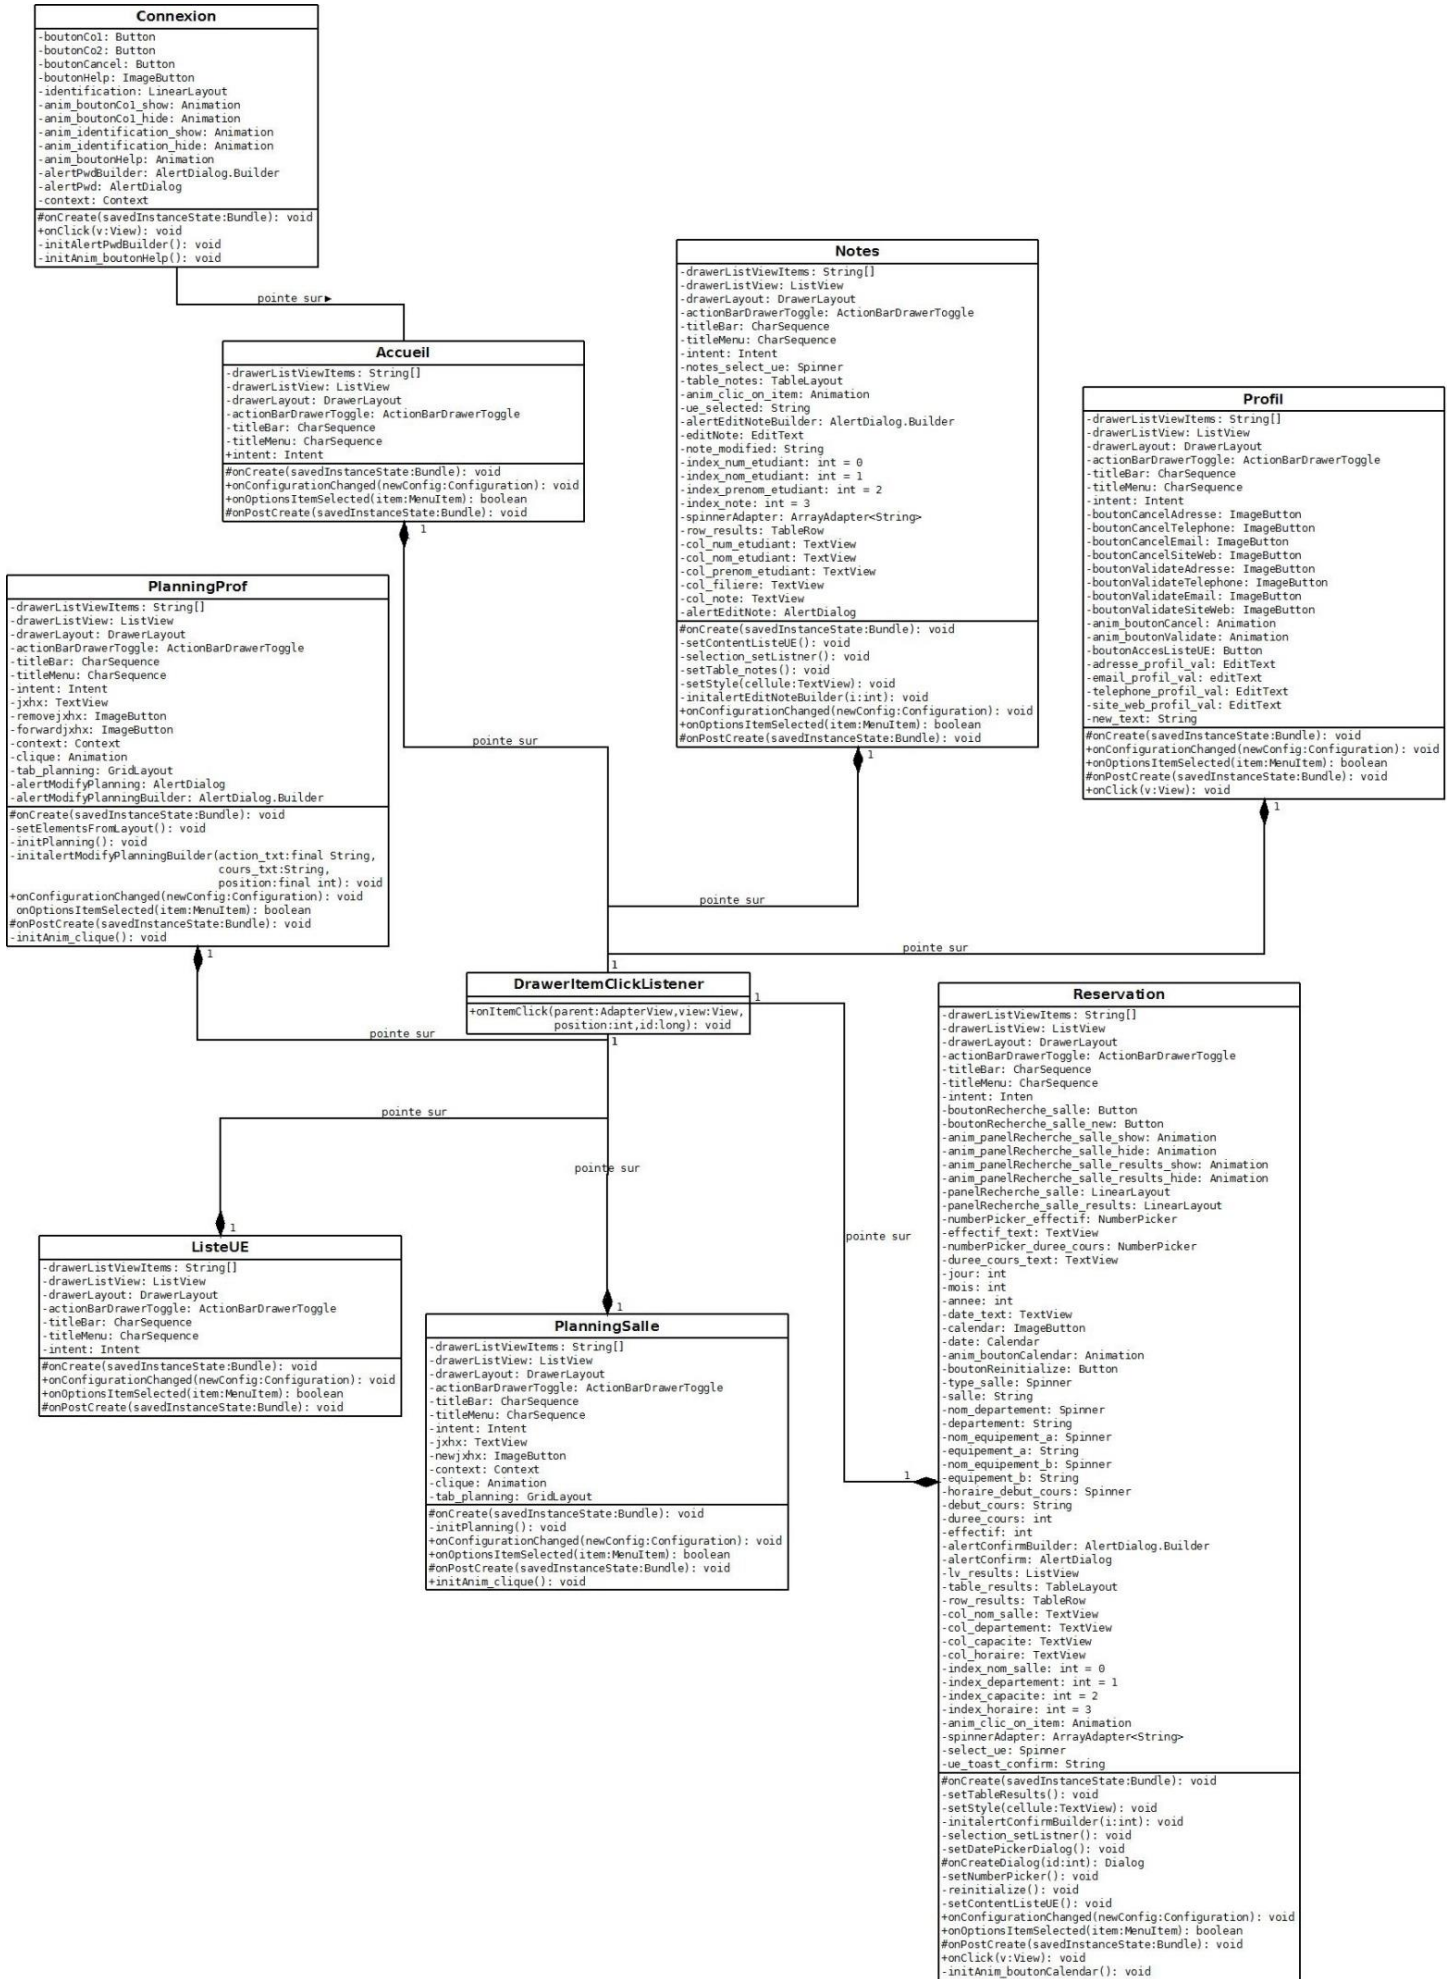 Connexion
-boutonCo1: Button
-boutonCo2: Button
-boutonCancel: Button
-boutonHelp: ImageButton
-identification: LinearLayout
-anim_boutonCo1_show: Animation
-anim_boutonCo1_hide: Animation
-anim_identification_show: Animation
-anim_identification_hide: Animation
-anim_boutonHelp: Animation
-alertPwdBuilder: AlertDialog.Builder
-alertPwd: AlertDialog
-context: Context
#onCreate(savedInstanceState:Bundle): void
+onClick(v:View): void
-initAlertPwdBuilder(): void
-initAnim_boutonHelp(): void
pointe sur►
Accueil
-drawerListViewItems: String[]
-drawerListView: ListView
-drawerLayout: DrawerLayout
-actionBarDrawerToggle: ActionBarDrawerToggle
-titleBar: CharSequence
-titleMenu: CharSequence
+intent: Intent
#onCreate(savedInstanceState:Bundle): void
+onConfigurationChanged(newConfig:Configuration): void
+onOptionsItemSelected(item:MenuItem): boolean
#onPostCreate(savedInstanceState:Bundle): void
1
pointe sur
Notes
-drawerListViewItems: String[]
-drawerListView: ListView
-drawerLayout: DrawerLayout
-actionBarDrawerToggle: ActionBarDrawerToggle
-titleBar: CharSequence
-titleMenu: CharSequence
-intent: Intent
-notes_select_ue: Spinner
-table_notes: TableLayout
-anim_clic_on_item: Animation
-ue_selected: String
-alertEditNoteBuilder: AlertDialog.Builder
-editNote: EditText
-note_modified: String
-index_num_etudiant: int = 0
-index_nom_etudiant: int = 1
-index_prenom_etudiant: int = 2
-index_note: int = 3
-spinnerAdapter: ArrayAdapter<String>
-row_results: TableRow
-col_num_etudiant: TextView
-col_nom_etudiant: TextView
-col_prenom_etudiant: TextView
-col_filiere: TextView
-col_note: TextView
-alertEditNote: AlertDialog
#onCreate(savedInstanceState:Bundle): void
-setContentListeUE(): void
-selection_setListner(): void
-setTable_notes(): void
-setStyle(cellule:TextView): void
-initalertEditNoteBuilder(i:int): void
+onConfigurationChanged(newConfig:Configuration): void
+onOptionsItemSelected(item:MenuItem): boolean
#onPostCreate(savedInstanceState:Bundle): void
1
pointe sur
Profil
-drawerListViewItems: String[]
-drawerListView: ListView
-drawerLayout: DrawerLayout
-actionBarDrawerToggle: ActionBarDrawerToggle
-titleBar: CharSequence
-titleMenu: CharSequence
-intent: Intent
-boutonCancelAdresse: ImageButton
-boutonCancelTelephone: ImageButton
-boutonCancelEmail: ImageButton
-boutonCancelSiteWeb: ImageButton
-boutonValidateAdresse: ImageButton
-boutonValidateTelephone: ImageButton
-boutonValidateEmail: ImageButton
-boutonValidateSiteWeb: ImageButton
-anim_boutonCancel: Animation
-anim_boutonValidate: Animation
-boutonAccesListeUE: Button
-adresse_profil_val: EditText
-email_profil_val: editText
-telephone_profil_val: EditText
-site_web_profil_val: EditText
-new_text: String
#onCreate(savedInstanceState:Bundle): void
+onConfigurationChanged(newConfig:Configuration): void
+onOptionsItemSelected(item:MenuItem): boolean
#onPostCreate(savedInstanceState:Bundle): void
+onClick(v:View): void
1
pointe sur
PlanningProf
-drawerListViewItems: String[]
-drawerListView: ListView
-drawerLayout: DrawerLayout
-actionBarDrawerToggle: ActionBarDrawerToggle
-titleBar: CharSequence
-titleMenu: CharSequence
-intent: Intent
-jxhx: TextView
-removejxhx: ImageButton
-forwardjxhx: ImageButton
-context: Context
-clique: Animation
-tab_planning: GridLayout
-alertModifyPlanning: AlertDialog
-alertModifyPlanningBuilder: AlertDialog.Builder
#onCreate(savedInstanceState:Bundle): void
-setElementsFromLayout(): void
-initPlanning(): void
-initalertModifyPlanningBuilder(action_txt:final String,
cours_txt:String,
position:final int): void
+onConfigurationChanged(newConfig:Configuration): void
onOptionsItemSelected(item:MenuItem): boolean
#onPostCreate(savedInstanceState:Bundle): void
-initAnim_clique(): void
1
pointe sur
1
DrawerItemClickListener
+onItemClick(parent:AdapterView,view:View,
position:int,id:long): void
1
1
pointe sur
pointe sur
pointe sur
1
ListeUE
-drawerListViewItems: String[]
-drawerListView: ListView
-drawerLayout: DrawerLayout
-actionBarDrawerToggle: ActionBarDrawerToggle
-titleBar: CharSequence
-titleMenu: CharSequence
-intent: Intent
#onCreate(savedInstanceState:Bundle): void
+onConfigurationChanged(newConfig:Configuration): void
+onOptionsItemSelected(item:MenuItem): boolean
#onPostCreate(savedInstanceState:Bundle): void
1
PlanningSalle
-drawerListViewItems: String[]
-drawerListView: ListView
-drawerLayout: DrawerLayout
-actionBarDrawerToggle: ActionBarDrawerToggle
-titleBar: CharSequence
-titleMenu: CharSequence
-intent: Intent
-jxhx: TextView
-newjxhx: ImageButton
-context: Context
-clique: Animation
-tab_planning: GridLayout
#onCreate(savedInstanceState:Bundle): void
-initPlanning(): void
+onConfigurationChanged(newConfig:Configuration): void
+onOptionsItemSelected(item:MenuItem): boolean
#onPostCreate(savedInstanceState:Bundle): void
+initAnim_clique(): void
1
Reservation
-drawerListViewItems: String[]
-drawerListView: ListView
-drawerLayout: DrawerLayout
-actionBarDrawerToggle: ActionBarDrawerToggle
-titleBar: CharSequence
-titleMenu: CharSequence
-intent: Inten
-boutonRecherche_salle: Button
-boutonRecherche_salle_new: Button
-anim_panelRecherche_salle_show: Animation
-anim_panelRecherche_salle_hide: Animation
-anim_panelRecherche_salle_results_show: Animation
-anim_panelRecherche_salle_results_hide: Animation
-panelRecherche_salle: LinearLayout
-panelRecherche_salle_results: LinearLayout
-numberPicker_effectif: NumberPicker
-effectif_text: TextView
-numberPicker_duree_cours: NumberPicker
-duree_cours_text: TextView
-jour: int
-mois: int
-annee: int
-date_text: TextView
-calendar: ImageButton
-date: Calendar
-anim_boutonCalendar: Animation
-boutonReinitialize: Button
-type_salle: Spinner
-salle: String
-nom_departement: Spinner
-departement: String
-nom_equipement_a: Spinner
-equipement_a: String
-nom_equipement_b: Spinner
-equipement_b: String
-horaire_debut_cours: Spinner
-debut_cours: String
-duree_cours: int
-effectif: int
-alertConfirmBuilder: AlertDialog.Builder
-alertConfirm: AlertDialog
-lv_results: ListView
-table_results: TableLayout
-row_results: TableRow
-col_nom_salle: TextView
-col_departement: TextView
-col_capacite: TextView
-col_horaire: TextView
-index_nom_salle: int = 0
-index_departement: int = 1
-index_capacite: int = 2
-index_horaire: int = 3
-anim_clic_on_item: Animation
-spinnerAdapter: ArrayAdapter<String>
-select_ue: Spinner
-ue_toast_confirm: String
#onCreate(savedInstanceState:Bundle): void
-setTableResults(): void
-setStyle(cellule:TextView): void
-initalertConfirmBuilder(i:int): void
-selection_setListner(): void
-setDatePickerDialog(): void
#onCreateDialog(id:int): Dialog
-setNumberPicker(): void
-reinitialize(): void
-setContentListeUE(): void
+onConfigurationChanged(newConfig:Configuration): void
+onOptionsItemSelected(item:MenuItem): boolean
#onPostCreate(savedInstanceState:Bundle): void
+onClick(v:View): void
-initAnim_boutonCalendar(): void